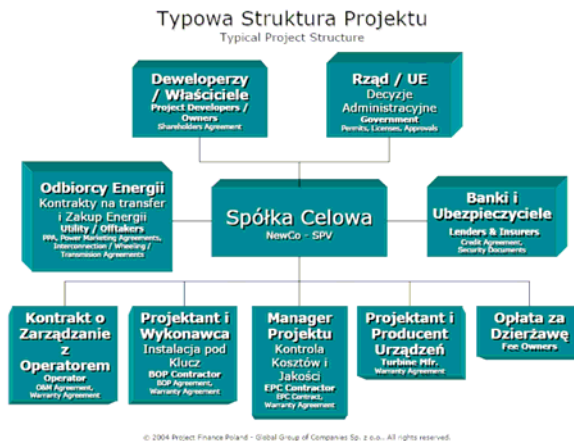 Typowa Struktura Projektu
Typical Project Structure
Deweloperzy
/ Właściciele
Project Developers /
Owners
Shareholders Agreement
Rząd / UE
Decyzje
Administracyjne
Government
Permits, Licenses, Approvals
Odbiorcy Energii
Kontrakty na transfer
i Zakup Energii
Utility / Offtakers
PPA, Power Marketing Agreements,
Interconnection / Wheeling /
Transmission Agreements
Spółka Celowa
NewCo - SPV
Banki i
Ubezpieczyciele
Lenders & Insurers
Credit Agreement,
Security Documents
Kontrakt o
Zarządzanie
z
Operatorem
Operator
O&M Agreement,
Warranty Agreement
Projektant i
Wykonawca
Instalacja pod
Klucz
BOP Contractor
BOP Agreement,
Warranty Agreement
Manager
Projektu
Kontrola
Kosztów i
Jakości
EPC Contractor
EPC Contract,
Warranty Agreement
Projektant i
Producent
Urządzeń
Turbine Mfr.
Warranty Agreement
Opłata za
Dzierżawę
Fee Owners
© 2004 Project Finance Poland - Global Group of Companies Sp. z o.o.. All rights reserved.